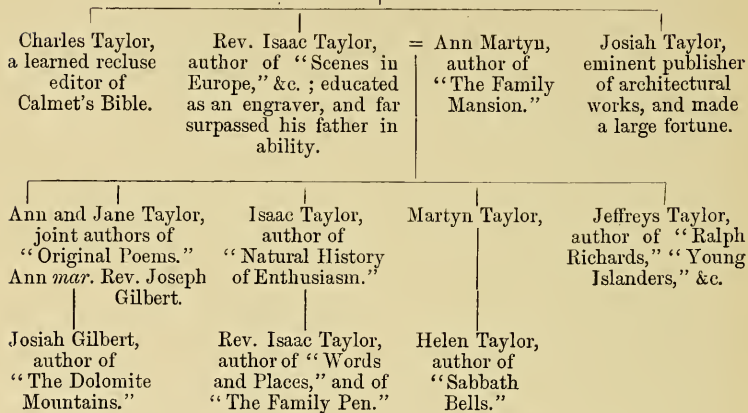 Charles Taylor,
a learned recluse
editor of
Calmet's Bible.
Rev. Isaac Taylor,
author of "Scenes in
Europe," &c. ; educated
as an engraver, and far
surpassed his father in
ability.
= Ann Martyn,
author of
"The Family
Mansion."
Josiah Taylor,
eminent publisher
of architectural
works, and made
a large fortune.
Ann and Jane Taylor,
joint authors of
"Original Poems."
Ann mar. Rev. Joseph
Gilbert.
Isaac Taylor,
author of
"Natural History
of Enthusiasm."
Martyn Taylor,
Jeffreys Taylor,
author of "Ralph
Richards," "Young
Islanders," &c.
Josiah Gilbert,
author of
"The Dolomite
Mountains."
Rev. Isaac Taylor,
author of "Words
and Places," and of
"The Family Pen."
Helen Taylor,
author of
"Sabbath
Bells."